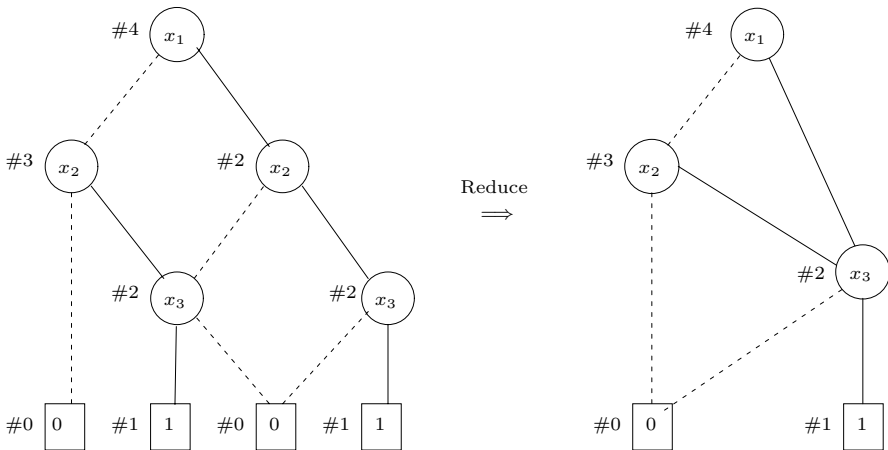 #4 x₁ #4 x₁
#3 x₂ #2 x₂ Reduce #3 x₂
⟹
#2 x₃ #2 x₃ #2 x₃
#0 0 #1 1 #0 0 #1 1 #0 0 #1 1